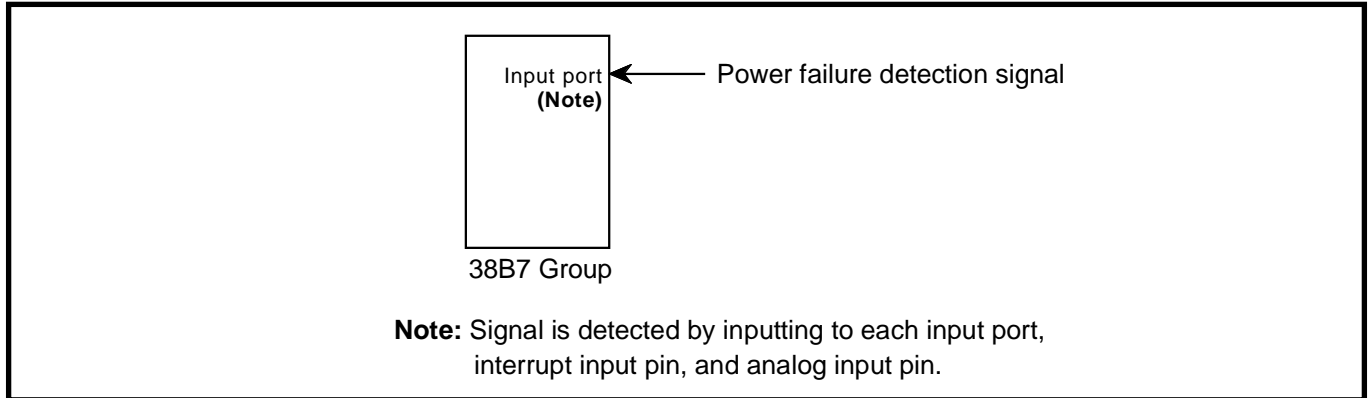 Input port
(Note)
Power failure detection signal
38B7 Group
Note: Signal is detected by inputting to each input port,
interrupt input pin, and analog input pin.